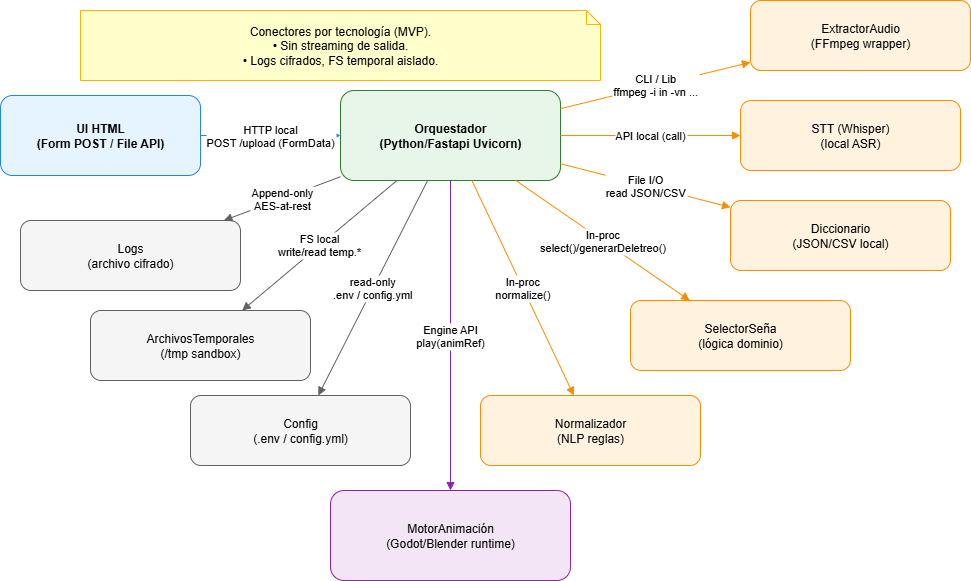 Conectores por tecnología (MVP).
• Sin streaming de salida.
• Logs cifrados, FS temporal aislado.
ExtractorAudio
(FFmpeg wrapper)
CLI / Lib
ffmpeg -i in -vn ...
UI HTML
(Form POST / File API)
HTTP local
POST /upload (FormData)
Orquestador
(Python/Fastapi Uvicorn)
API local (call)
STT (Whisper)
(local ASR)
File I/O
read JSON/CSV
Append-only
AES-at-rest
Diccionario
(JSON/CSV local)
Logs
(archivo cifrado)
FS local
write/read temp.*
In-proc
select()/generarDeletreo()
read-only
.env / config.yml
In-proc
normalize()
Engine API
play(animRef)
SelectorSeña
(lógica dominio)
ArchivosTemporales
(/tmp sandbox)
Config
(.env / config.yml)
Normalizador
(NLP reglas)
MotorAnimación
(Godot/Blender runtime)